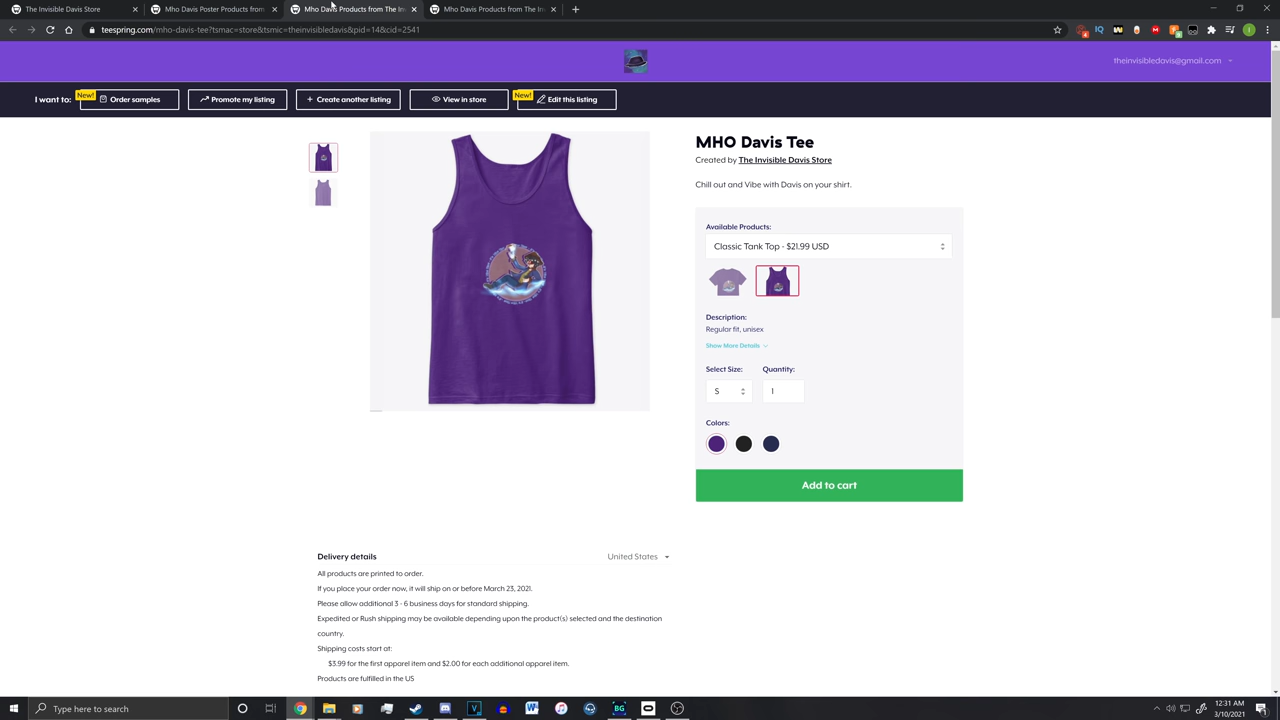 The Invisible Davis Store
Mho Davis Poster Products from
Mho Davis Products from The Inv
Mho Davis Products from The In
teespring.com/mho-davis-tee?tsmac=store&tsmic=theinvisibledavis&pid=14&cid=2541
theinvisibledavis@gmail.com
I want to:
New!
Order samples
Promote my listing
Create another listing
View in store
New!
Edit this listing
MHO Davis Tee
Created by The Invisible Davis Store
Chill out and Vibe with Davis on your shirt.
Available Products:
Classic Tank Top - $21.99 USD
Description:
Regular fit, unisex
Show More Details
Select Size:
Quantity:
S
1
Colors:
Add to cart
Delivery details
United States
All products are printed to order.
If you place your order now, it will ship on or before March 23, 2021.
Please allow additional 3 - 6 business days for standard shipping.
Expedited or Rush shipping may be available depending upon the product(s) selected and the destination
country.
Shipping costs start at:
$3.99 for the first apparel item and $2.00 for each additional apparel item.
Products are fulfilled in the US
Type here to search
12:31 AM
3/10/2021